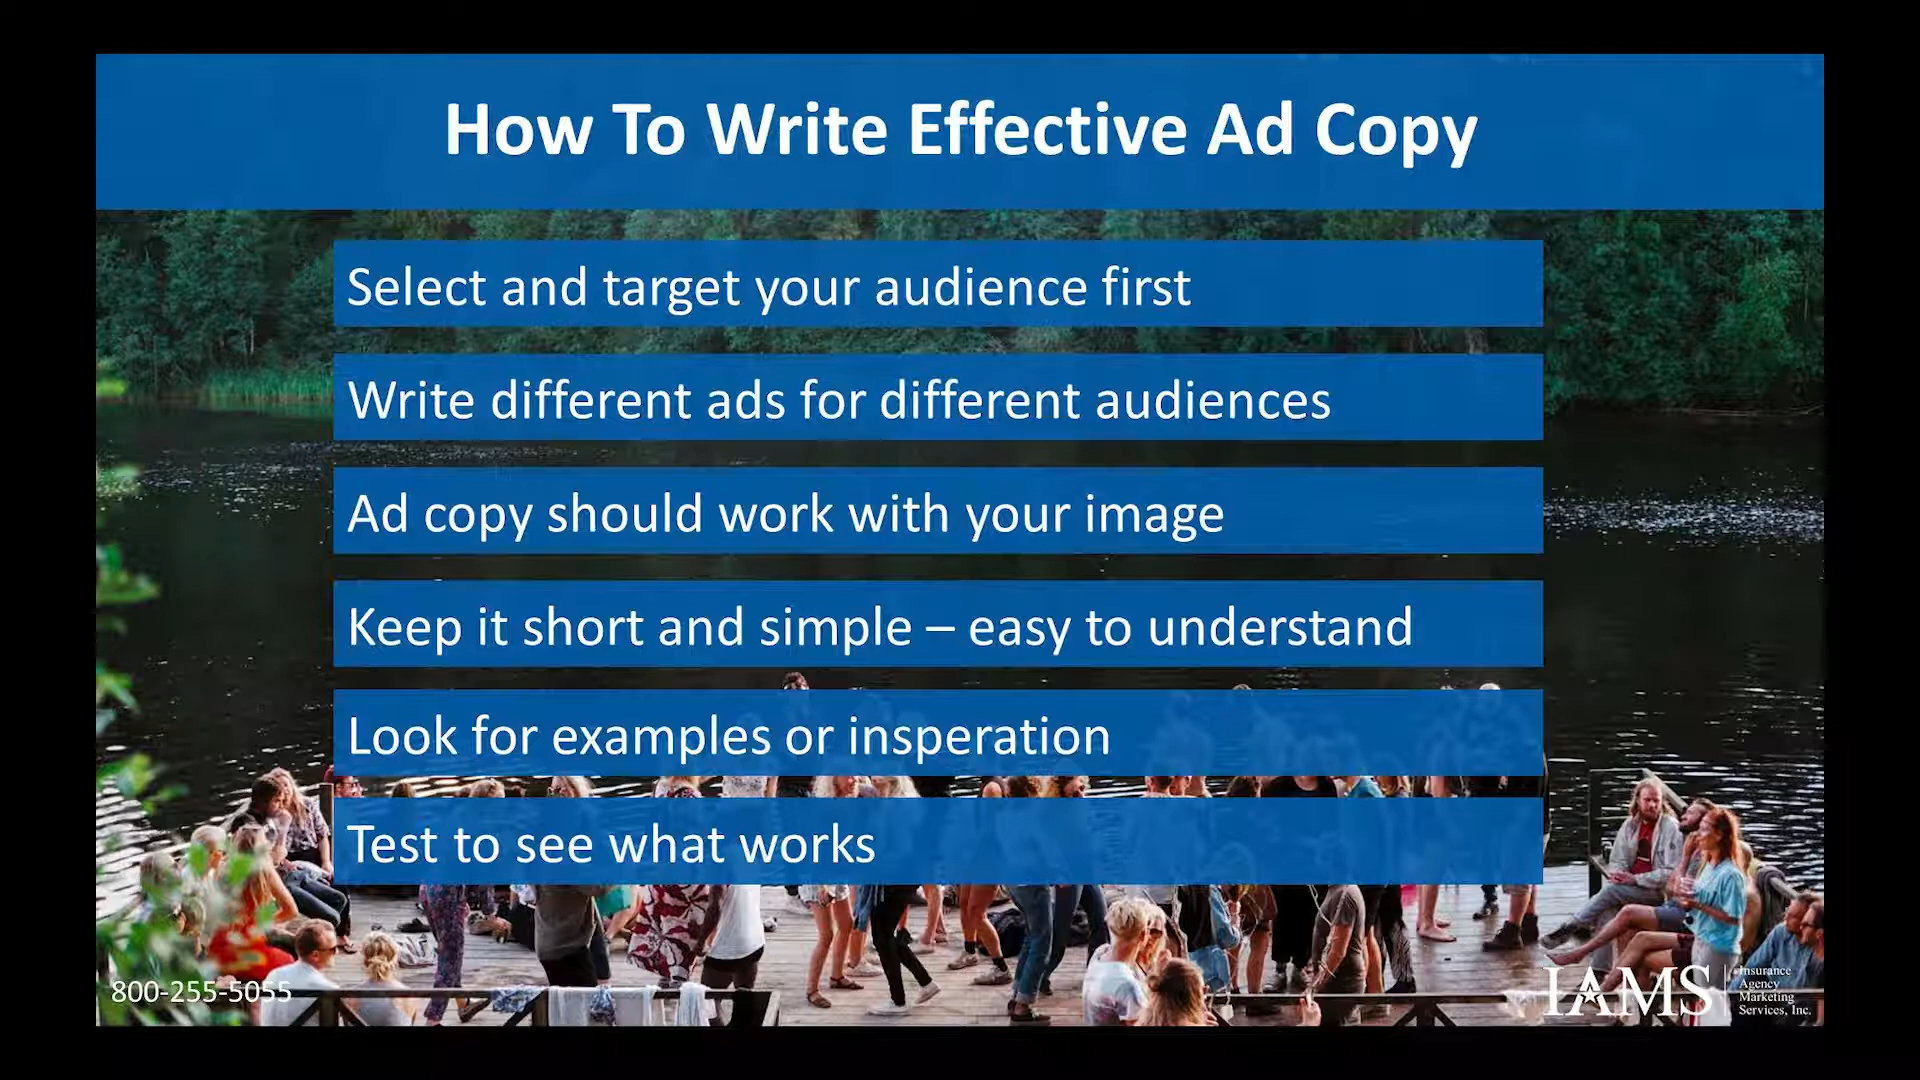 How To Write Effective Ad Copy
Select and target your audience first
Write different ads for different audiences
Ad copy should work with your image
Keep it short and simple – easy to understand
Look for examples or insperation
Test to see what works
800-255-5055
IAMS
Insurance
Agency
Marketing
Services, Inc.